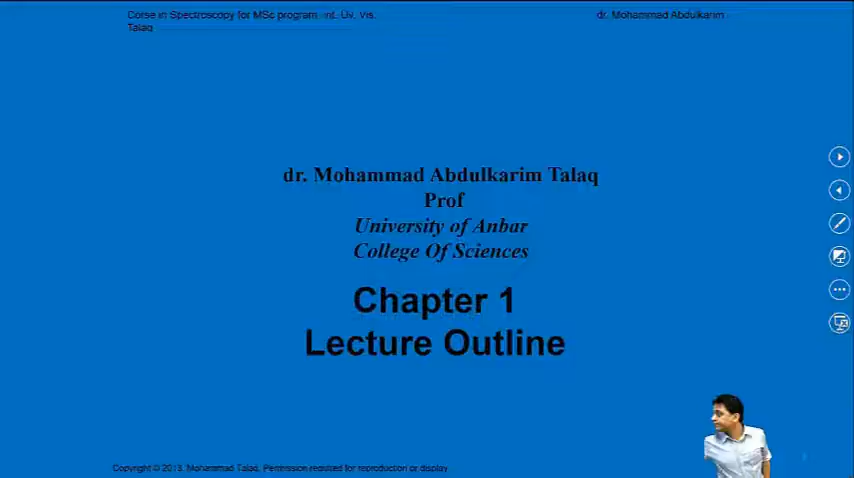 Corse in Spectroscopy for MSc program- Int. Uv. Vis. dr. Mohammad Abdulkarim
Talaq
dr. Mohammad Abdulkarim Talaq
Prof
University of Anbar
College Of Sciences
Chapter 1
Lecture Outline
Copyright © 2013. Mohammad Talaq. Permission required for reproduction or display